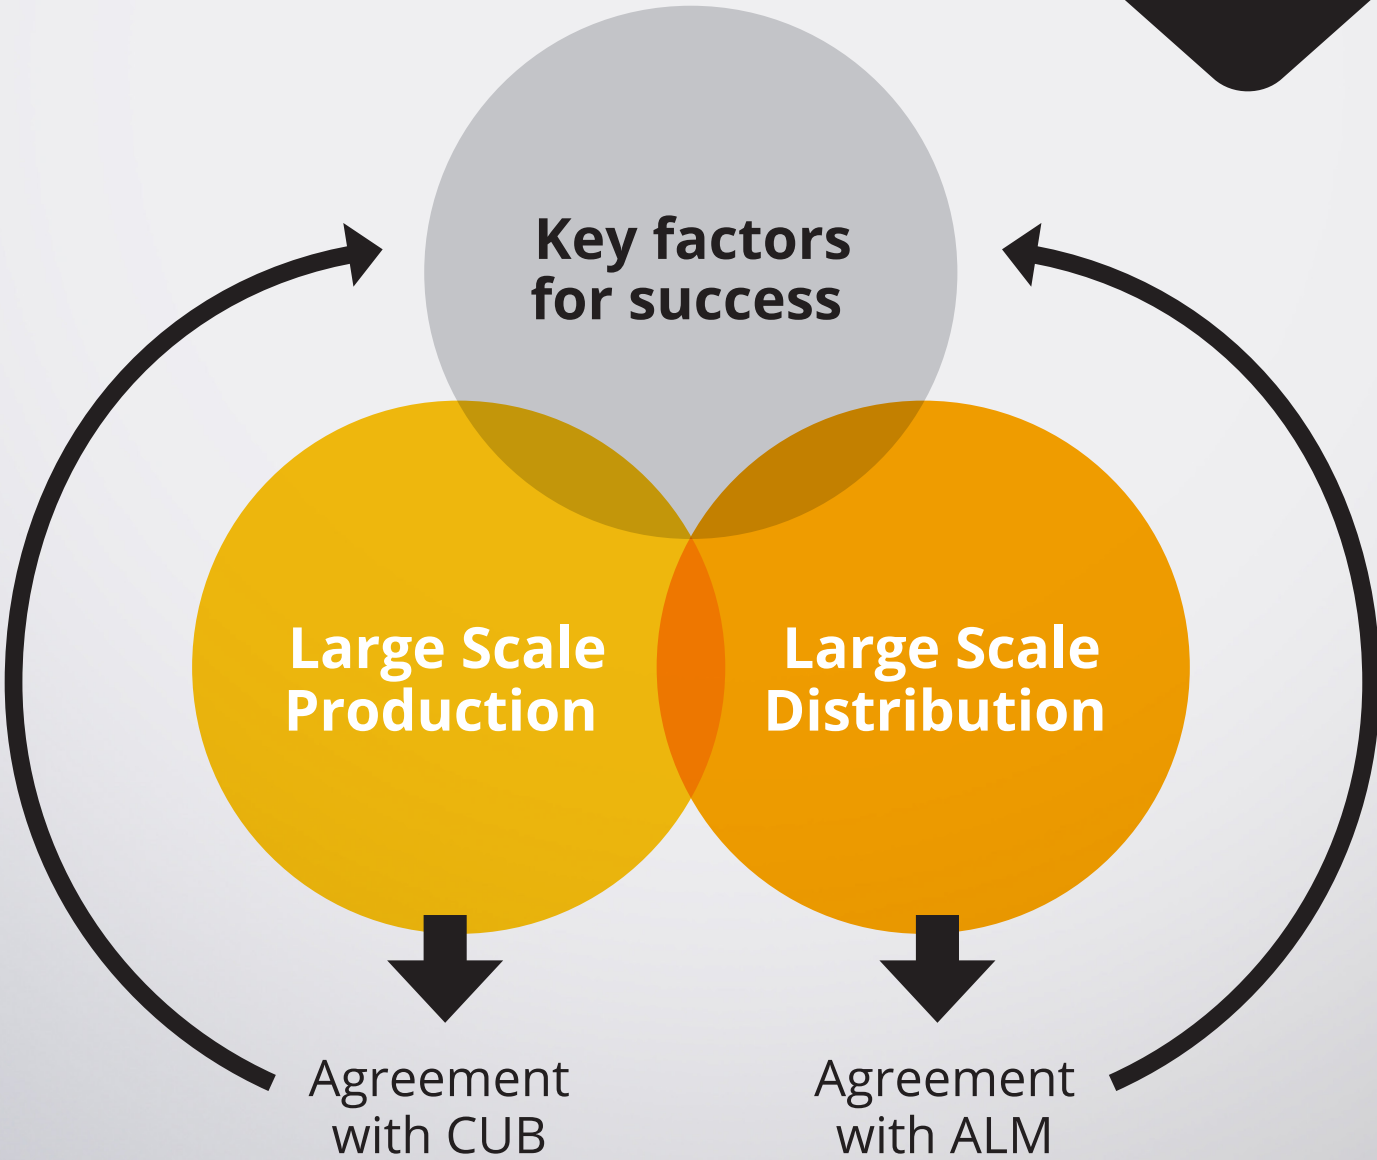 Key factors
for success
Large Scale
Production
Large Scale
Distribution
Agreement
with CUB
Agreement
with ALM